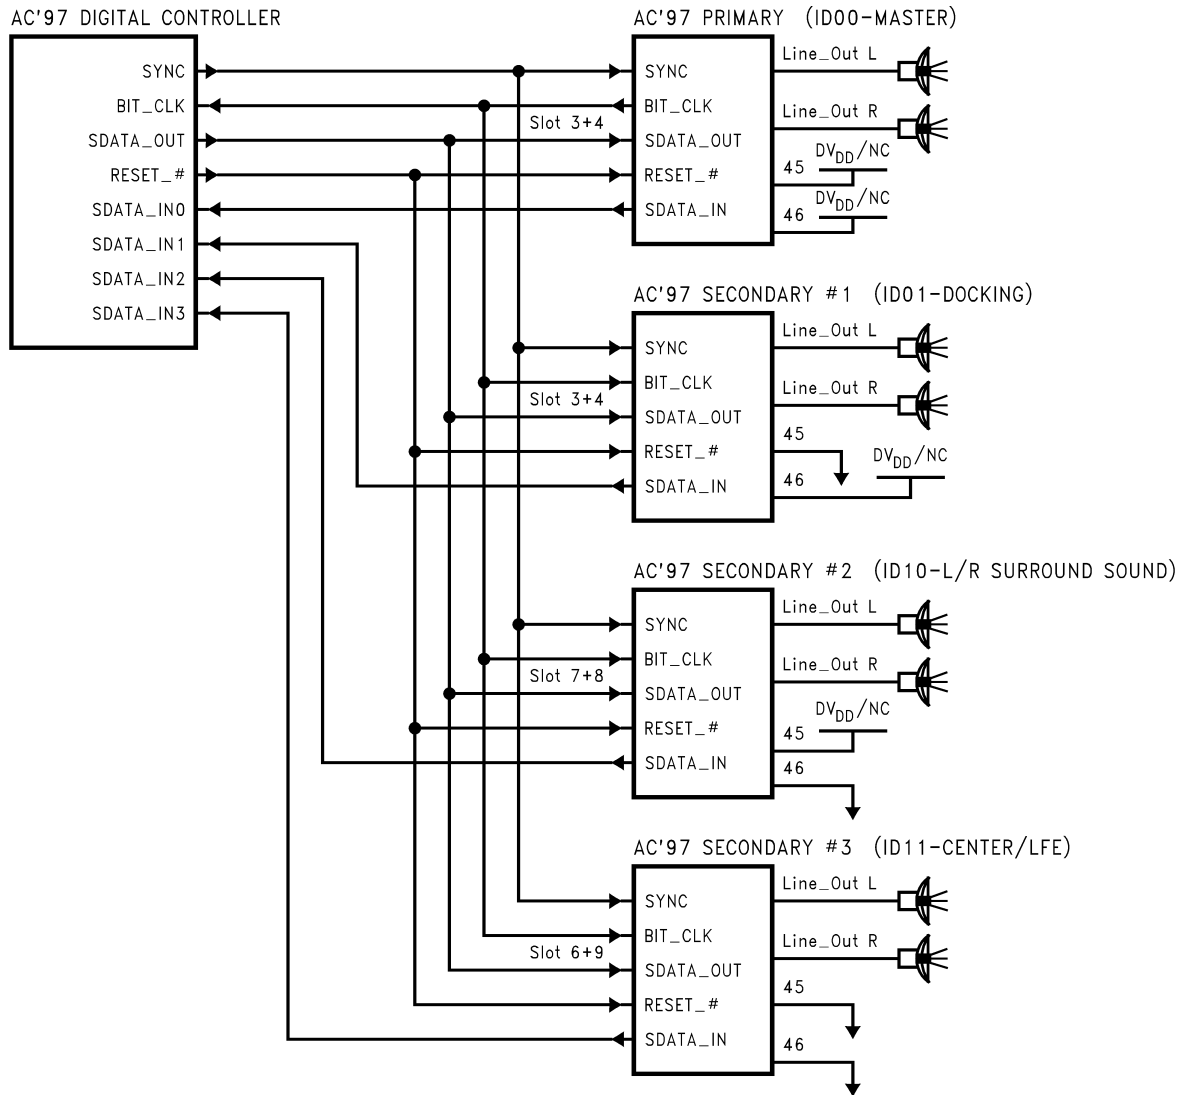 AC'97 DIGITAL CONTROLLER
SYNC
BIT_CLK
SDATA_OUT
RESET_#
SDATA_IN0
SDATA_IN1
SDATA_IN2
SDATA_IN3
AC'97 PRIMARY (ID00-MASTER)
SYNC
BIT_CLK
Slot 3+4
SDATA_OUT
RESET_#
SDATA_IN
Line_Out L
Line_Out R
DVDD/NC
45
DVDD/NC
46
AC'97 SECONDARY #1 (ID01-DOCKING)
SYNC
BIT_CLK
Slot 3+4
SDATA_OUT
RESET_#
SDATA_IN
Line_Out L
Line_Out R
45
DVDD/NC
46
AC'97 SECONDARY #2 (ID10-L/R SURROUND SOUND)
SYNC
BIT_CLK
Slot 7+8
SDATA_OUT
RESET_#
SDATA_IN
Line_Out L
Line_Out R
DVDD/NC
45
46
AC'97 SECONDARY #3 (ID11-CENTER/LFE)
SYNC
BIT_CLK
Slot 6+9
SDATA_OUT
RESET_#
SDATA_IN
Line_Out L
Line_Out R
45
46